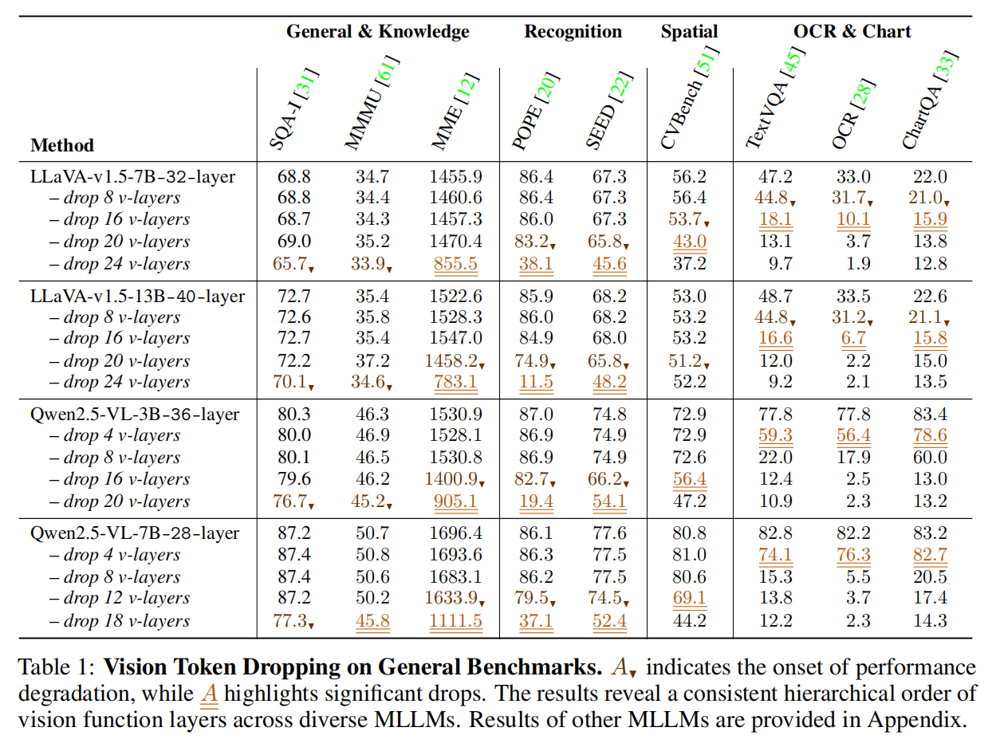 General & Knowledge Recognition Spatial OCR & Chart
Method SQA-I [31] MMMU [61] MME [12] POPE [20] SEED [22] CVBench [51] TextVQA [45] OCR [28] ChartQA [33]
LLaVA-v1.5-7B-32-layer 68.8 34.7 1455.9 86.4 67.3 56.2 47.2 33.0 22.0
– drop 8 v-layers 68.8 34.4 1460.6 86.4 67.3 56.4 44.8▼ 31.7▼ 21.0▼
– drop 16 v-layers 68.7 34.3 1457.3 86.0 67.3 53.7▼ 18.1 10.1 15.9
– drop 20 v-layers 69.0 35.2 1470.4 83.2▼ 65.8▼ 43.0 13.1 3.7 13.8
– drop 24 v-layers 65.7▼ 33.9▼ 855.5 38.1 45.6 37.2 9.7 1.9 12.8
LLaVA-v1.5-13B-40-layer 72.7 35.4 1522.6 85.9 68.2 53.0 48.7 33.5 22.6
– drop 8 v-layers 72.6 35.8 1528.3 86.0 68.2 53.2 44.8▼ 31.2▼ 21.1▼
– drop 16 v-layers 72.7 35.4 1547.0 84.9 68.0 53.2 16.6 6.7 15.8
– drop 20 v-layers 72.2 37.2 1458.2▼ 74.9▼ 65.8▼ 51.2▼ 12.0 2.2 15.0
– drop 24 v-layers 70.1▼ 34.6▼ 783.1 11.5 48.2 52.2 9.2 2.1 13.5
Qwen2.5-VL-3B-36-layer 80.3 46.3 1530.9 87.0 74.8 72.9 77.8 77.8 83.4
– drop 4 v-layers 80.0 46.9 1528.1 86.9 74.9 72.9 59.3 56.4 78.6
– drop 8 v-layers 80.1 46.5 1530.8 86.9 74.9 72.6 22.0 17.9 60.0
– drop 16 v-layers 79.6 46.2 1400.9▼ 82.7▼ 66.2▼ 56.4 12.4 2.5 13.0
– drop 20 v-layers 76.7▼ 45.2▼ 905.1 19.4 54.1 47.2 10.9 2.3 13.2
Qwen2.5-VL-7B-28-layer 87.2 50.7 1696.4 86.1 77.6 80.8 82.8 82.2 83.2
– drop 4 v-layers 87.4 50.8 1693.6 86.3 77.5 81.0 74.1 76.3 82.7
– drop 8 v-layers 87.4 50.6 1683.1 86.2 77.5 80.6 15.3 5.5 20.5
– drop 12 v-layers 87.2 50.2 1633.9▼ 79.5▼ 74.5▼ 69.1 13.8 3.7 17.4
– drop 18 v-layers 77.3▼ 45.8 1111.5 37.1 52.4 44.2 12.2 2.3 14.3
Table 1: Vision Token Dropping on General Benchmarks. A▼ indicates the onset of performance
degradation, while A highlights significant drops. The results reveal a consistent hierarchical order of
vision function layers across diverse MLLMs. Results of other MLLMs are provided in Appendix.